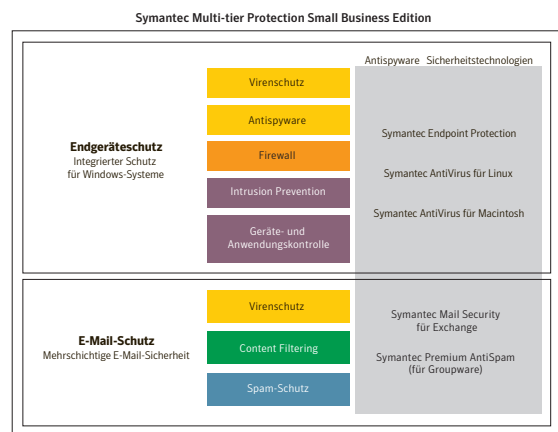 Symantec Multi-tier Protection Small Business Edition
Antispyware Sicherheitstechnologien
Endgeräteschutz
Integrierter Schutz
für Windows-Systeme
Virenschutz
Antispyware
Firewall
Intrusion Prevention
Geräte- und
Anwendungskontrolle
Symantec Endpoint Protection
Symantec AntiVirus für Linux
Symantec AntiVirus für Macintosh
E-Mail-Schutz
Mehrschichtige E-Mail-Sicherheit
Virenschutz
Content Filtering
Spam-Schutz
Symantec Mail Security
für Exchange
Symantec Premium AntiSpam
(für Groupware)